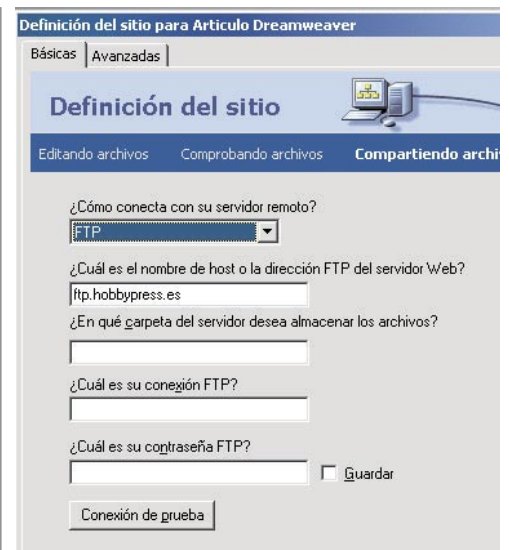 Definición del sitio para Articulo Dreamweaver
Básicas Avanzadas
Definición del sitio
Editando archivos Comprobando archivos Compartiendo archi
¿Cómo conecta con su servidor remoto?
FTP
¿Cuál es el nombre de host o la dirección FTP del servidor Web?
ftp.hobbypress.es
¿En qué carpeta del servidor desea almacenar los archivos?
¿Cuál es su conexión FTP?
¿Cuál es su contraseña FTP?
Guardar
Conexión de prueba